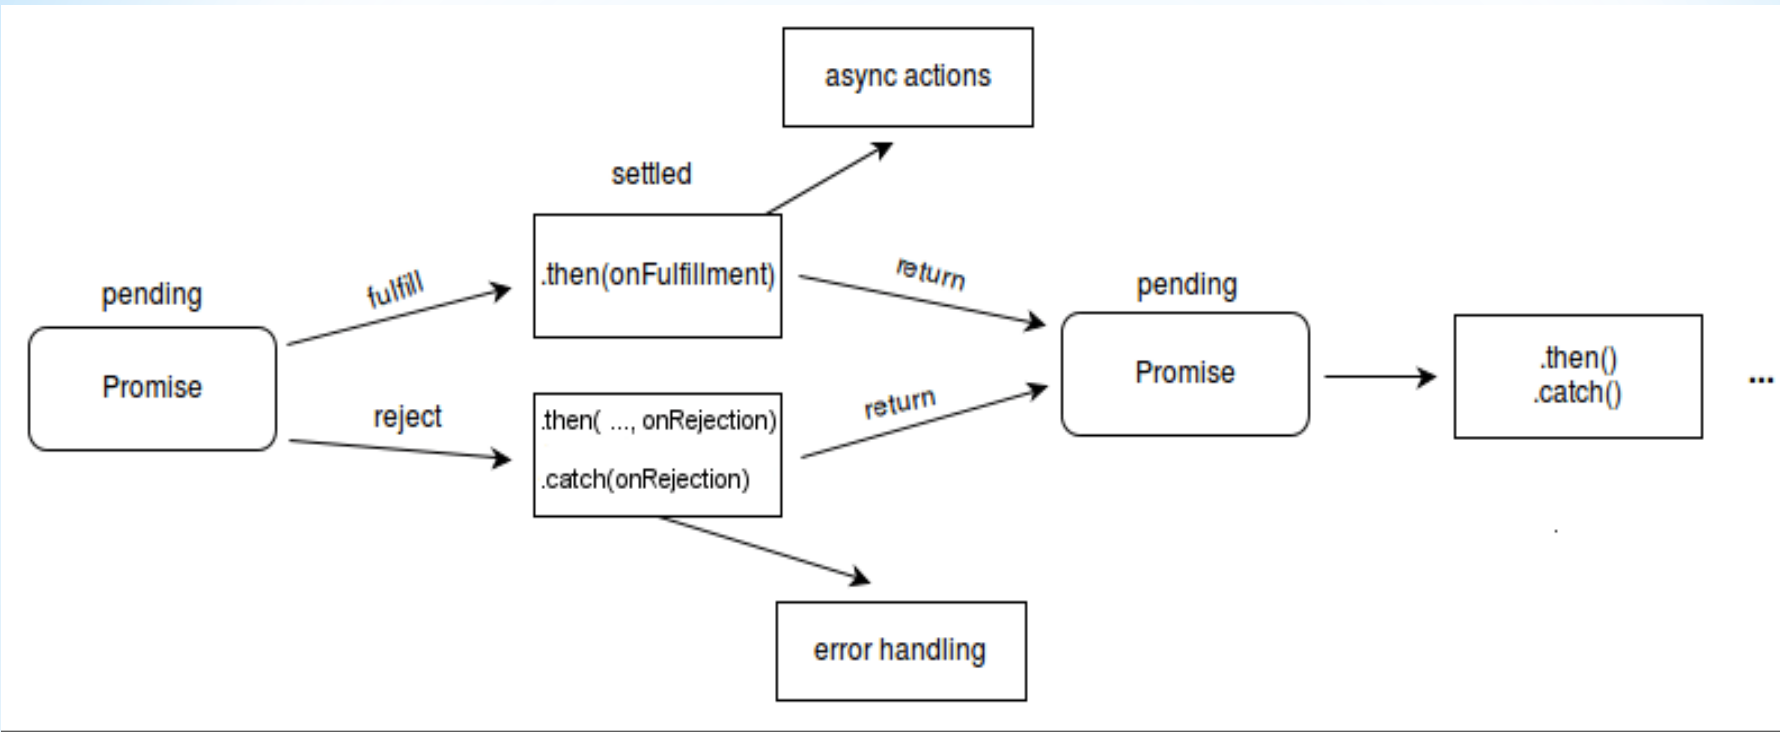 async actions
settled
.then(onFulfillment)
return
fulfill
pending
pending
Promise
Promise
.then()
.catch()
...
reject
.then( ..., onRejection)
return
.catch(onRejection)
error handling